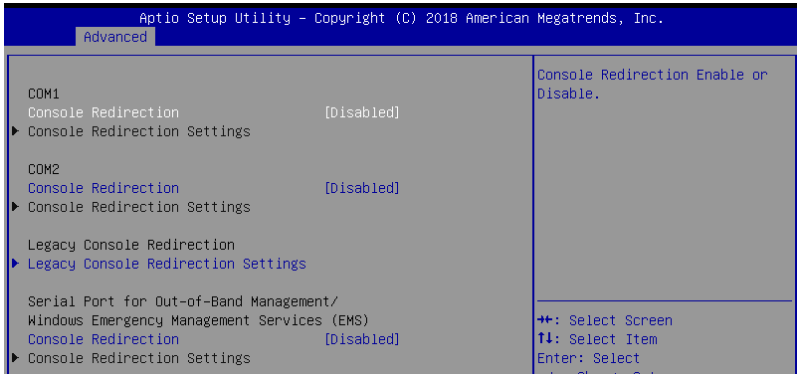 Aptio Setup Utility – Copyright (C) 2018 American Megatrends, Inc.
Advanced
COM1
Console Redirection [Disabled]
Console Redirection Settings
COM2
Console Redirection [Disabled]
Console Redirection Settings
Legacy Console Redirection
Legacy Console Redirection Settings
Serial Port for Out-of-Band Management/
Windows Emergency Management Services (EMS)
Console Redirection [Disabled]
Console Redirection Settings
Console Redirection Enable or
Disable.
→←: Select Screen
↑↓: Select Item
Enter: Select